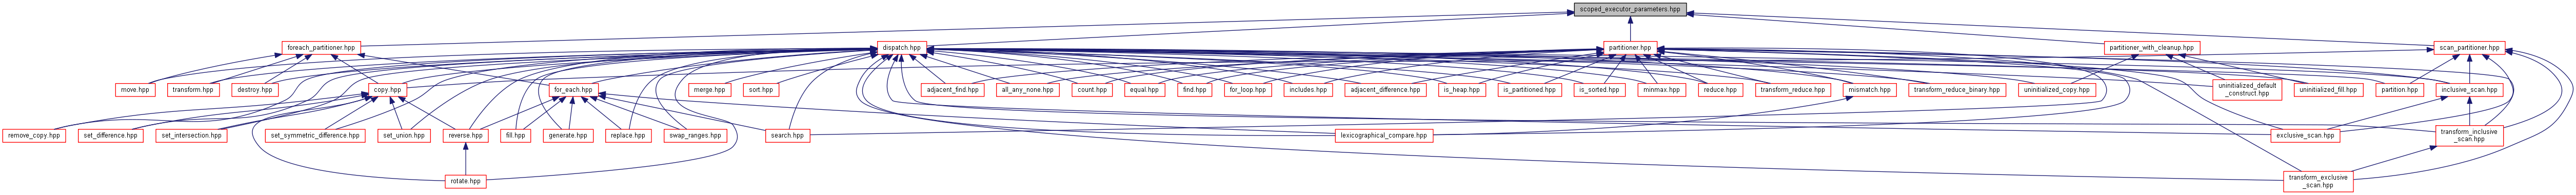 scoped_executor_parameters.hpp
foreach_partitioner.hpp
dispatch.hpp
partitioner.hpp
partitioner_with_cleanup.hpp
scan_partitioner.hpp
move.hpp
transform.hpp
destroy.hpp
copy.hpp
for_each.hpp
merge.hpp
sort.hpp
adjacent_find.hpp
all_any_none.hpp
count.hpp
equal.hpp
find.hpp
for_loop.hpp
includes.hpp
adjacent_difference.hpp
is_heap.hpp
is_partitioned.hpp
is_sorted.hpp
minmax.hpp
reduce.hpp
transform_reduce.hpp
mismatch.hpp
transform_reduce_binary.hpp
uninitialized_copy.hpp
uninitialized_default
_construct.hpp
uninitialized_fill.hpp
partition.hpp
inclusive_scan.hpp
remove_copy.hpp
set_difference.hpp
set_intersection.hpp
set_symmetric_difference.hpp
set_union.hpp
reverse.hpp
fill.hpp
generate.hpp
replace.hpp
swap_ranges.hpp
search.hpp
lexicographical_compare.hpp
exclusive_scan.hpp
transform_inclusive
_scan.hpp
rotate.hpp
transform_exclusive
_scan.hpp